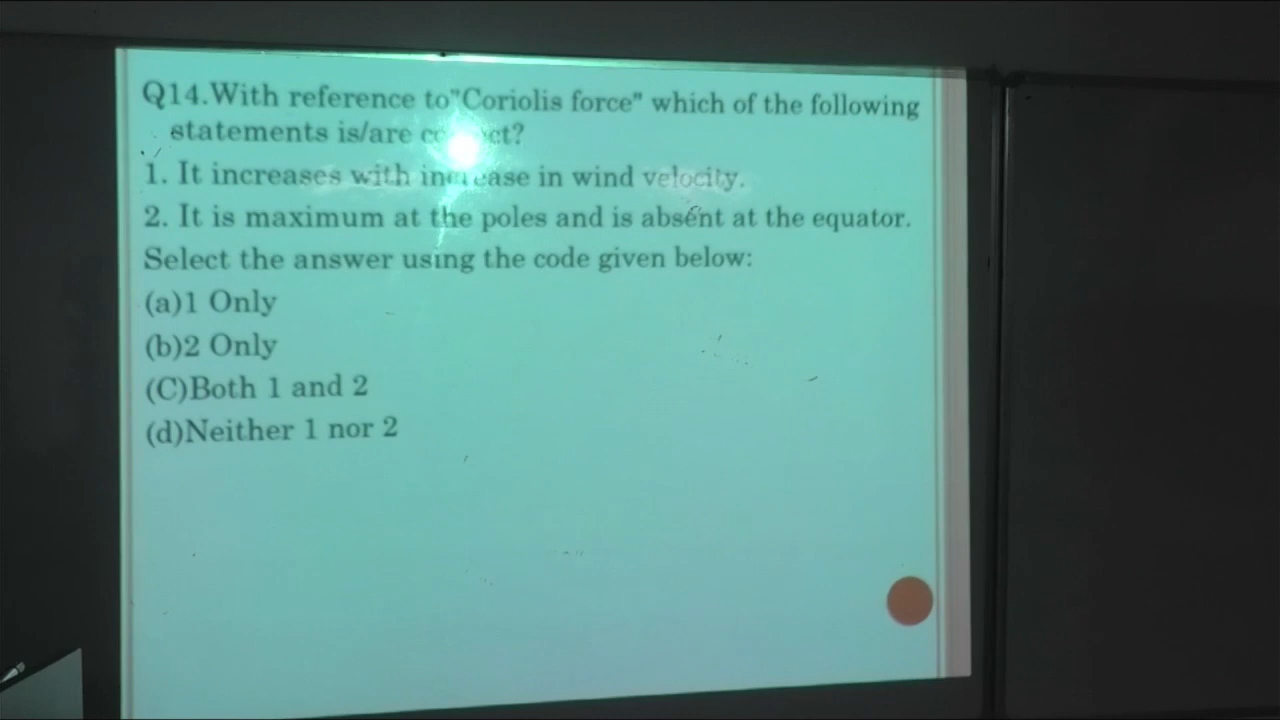 Q14.With reference to"Coriolis force" which of the following
statements is/are correct?
1. It increases with increase in wind velocity.
2. It is maximum at the poles and is absent at the equator.
Select the answer using the code given below:
(a)1 Only
(b)2 Only
(C)Both 1 and 2
(d)Neither 1 nor 2